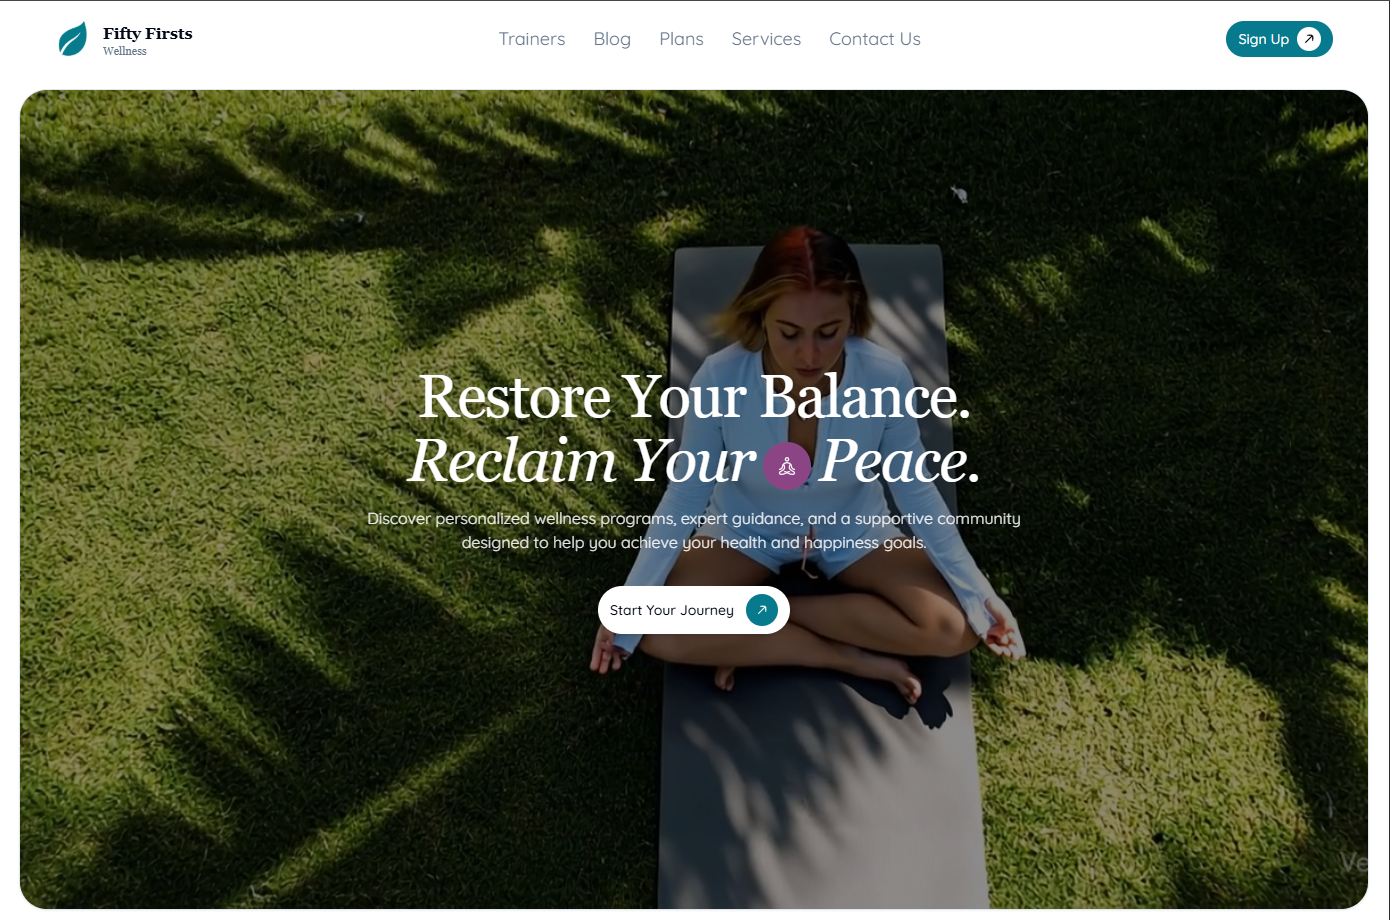 Fifty Firsts
Wellness
Trainers Blog Plans Services Contact Us
Sign Up
Restore Your Balance.
Reclaim Your Peace.
Discover personalized wellness programs, expert guidance, and a supportive community
designed to help you achieve your health and happiness goals.
Start Your Journey